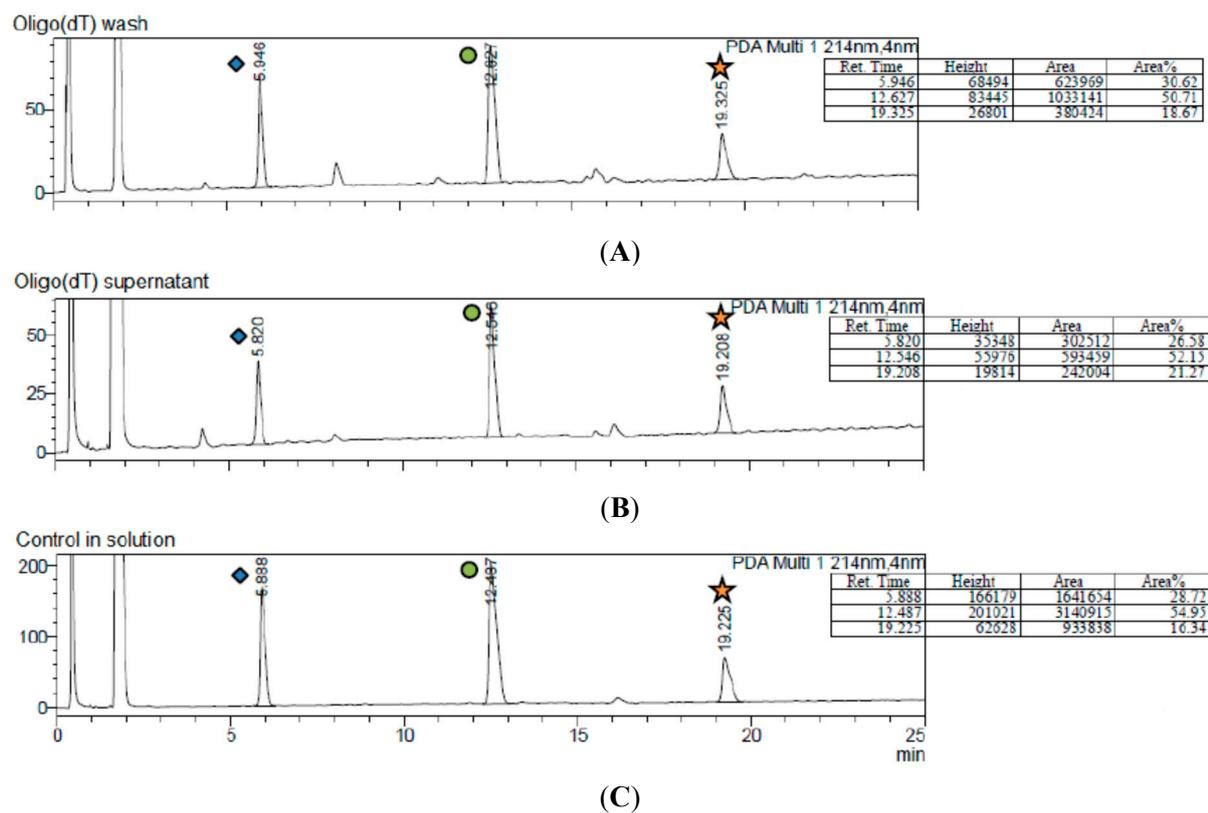 Oligo(dT) wash
PDA Multi 1 214nm,4nm
5.946
12.627
19.325
50
0
Ret. Time Height Area Area%
5.946 68494 623969 30.62
12.627 83445 1033141 50.71
19.325 26801 380424 18.67
(A)
Oligo(dT) supernatant
PDA Multi 1 214nm,4nm
5.820
12.546
19.208
50
25
0
Ret. Time Height Area Area%
5.820 35348 302512 26.58
12.546 55976 593459 52.15
19.208 19814 242004 21.27
(B)
Control in solution
PDA Multi 1 214nm,4nm
5.888
12.487
19.225
200
100
0
Ret. Time Height Area Area%
5.888 166179 1641654 28.72
12.487 201021 3140915 54.95
19.225 62628 933838 16.34
0 5 10 15 20 25
min
(C)